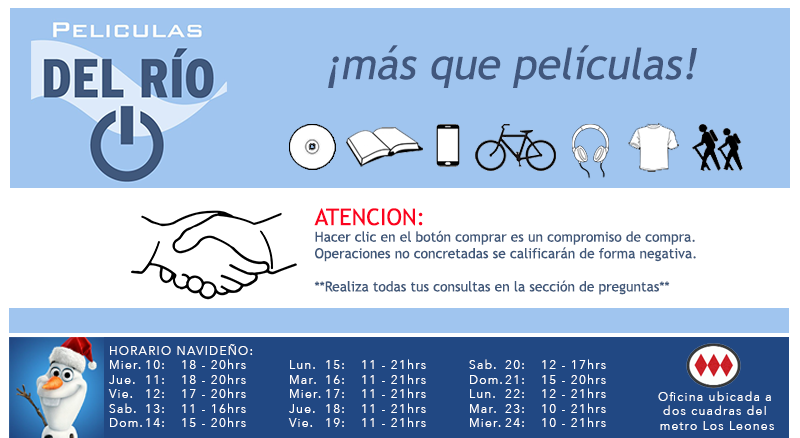 PELICULAS
DEL RÍO
¡más que películas!
ATENCION:
Hacer clic en el botón comprar es un compromiso de compra.
Operaciones no concretadas se calificarán de forma negativa.
**Realiza todas tus consultas en la sección de preguntas**
HORARIO NAVIDEÑO:
Mier. 10: 18 - 20hrs
Jue. 11: 18 - 20hrs
Vie. 12: 17 - 20hrs
Sab. 13: 11 - 16hrs
Dom. 14: 15 - 20hrs
Lun. 15: 11 - 21hrs
Mar. 16: 11 - 21hrs
Mier. 17: 11 - 21hrs
Jue. 18: 11 - 21hrs
Vie. 19: 11 - 21hrs
Sab. 20: 12 - 17hrs
Dom. 21: 15 - 20hrs
Lun. 22: 12 - 21hrs
Mar. 23: 10 - 21hrs
Mier. 24: 10 - 21hrs
Oficina ubicada a
dos cuadras del
metro Los Leones